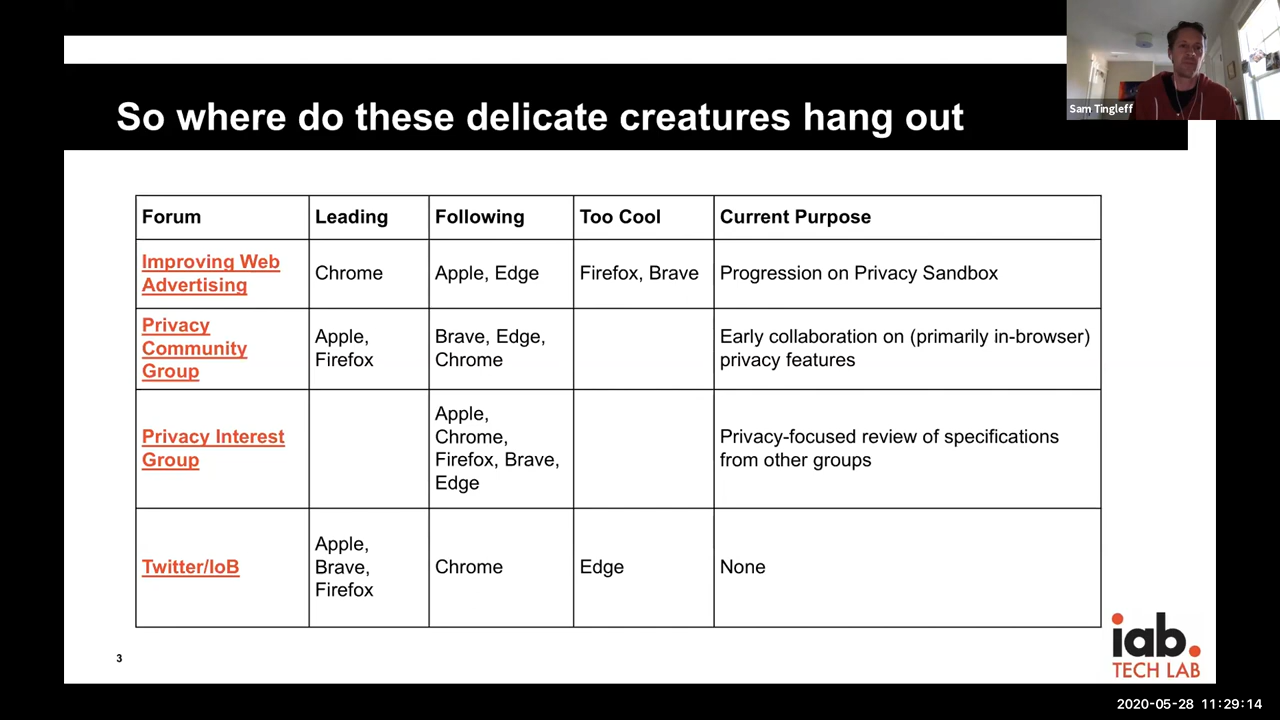 Sam Tingleff
So where do these delicate creatures hang out
Forum
Leading
Following
Too Cool
Current Purpose
Improving Web
Advertising
Chrome
Apple, Edge
Firefox, Brave
Progression on Privacy Sandbox
Privacy
Community
Group
Apple,
Firefox
Brave, Edge,
Chrome
Early collaboration on (primarily in-browser)
privacy features
Privacy Interest
Group
Apple,
Chrome,
Firefox, Brave,
Edge
Privacy-focused review of specifications
from other groups
Twitter/IoB
Apple,
Brave,
Firefox
Chrome
Edge
None
3
iab.
TECH LAB
2020-05-28 11:29:14